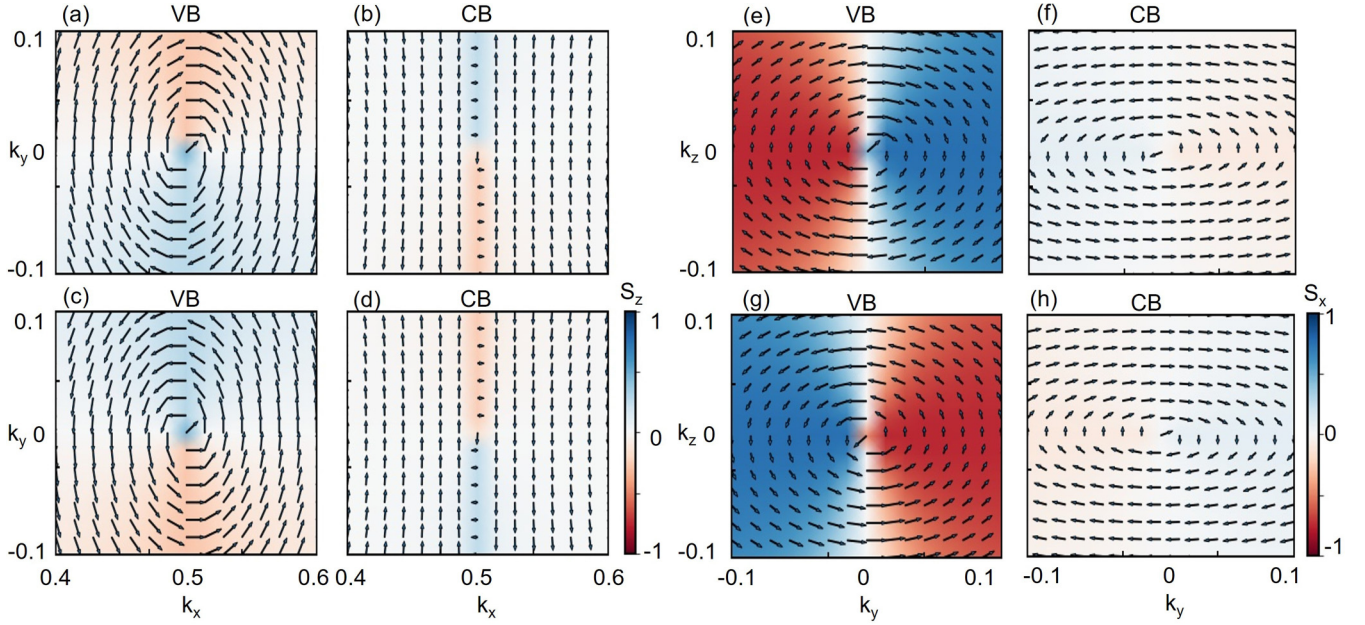 (a) VB (b) CB (e) VB (f) CB
0.1 0.1
k_y 0 k_z 0
-0.1 -0.1
(c) VB (d) CB S_z (g) VB (h) CB S_x
0.1 1 0.1 1
k_y 0 0 k_z 0 0
-0.1 -1 -0.1 -1
0.4 0.5 0.6 0.4 0.5 0.6 -0.1 0 0.1 -0.1 0 0.1
k_x k_x k_y k_y